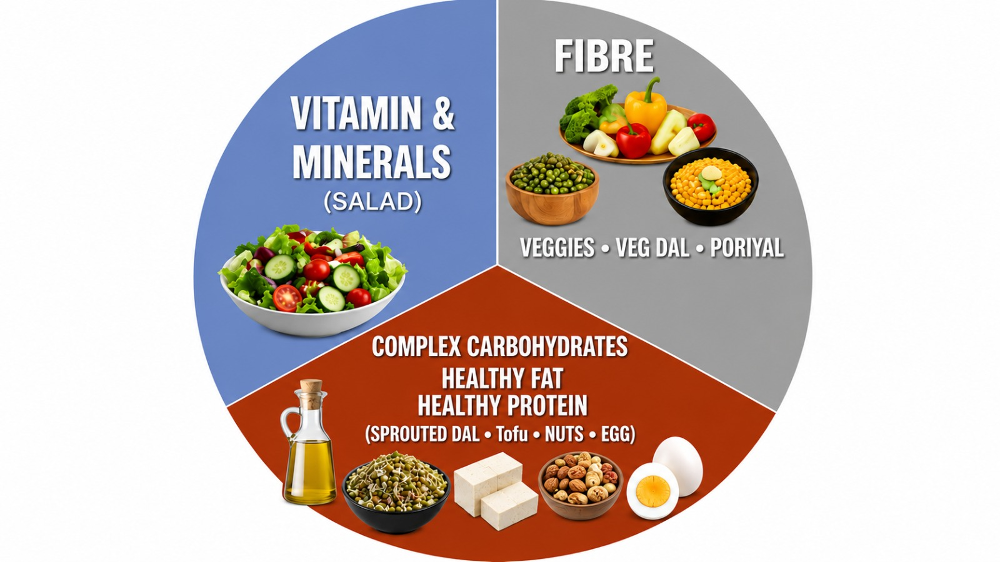 VITAMIN &
MINERALS
(SALAD)
FIBRE
VEGGIES • VEG DAL • PORIYAL
COMPLEX CARBOHYDRATES
HEALTHY FAT
HEALTHY PROTEIN
(SPROUTED DAL • Tofu • NUTS • EGG)